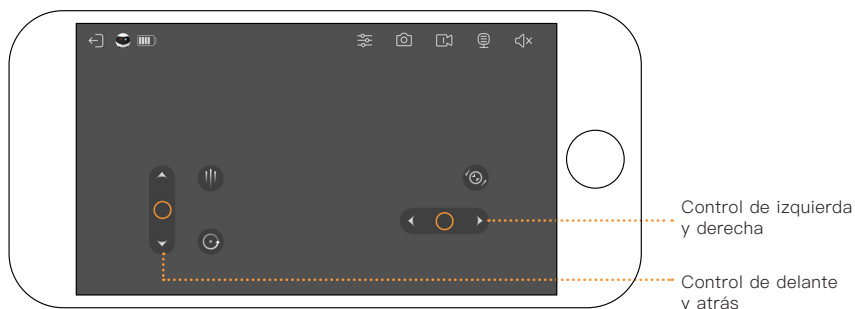 Control de izquierda
y derecha
Control de delante
y atrás